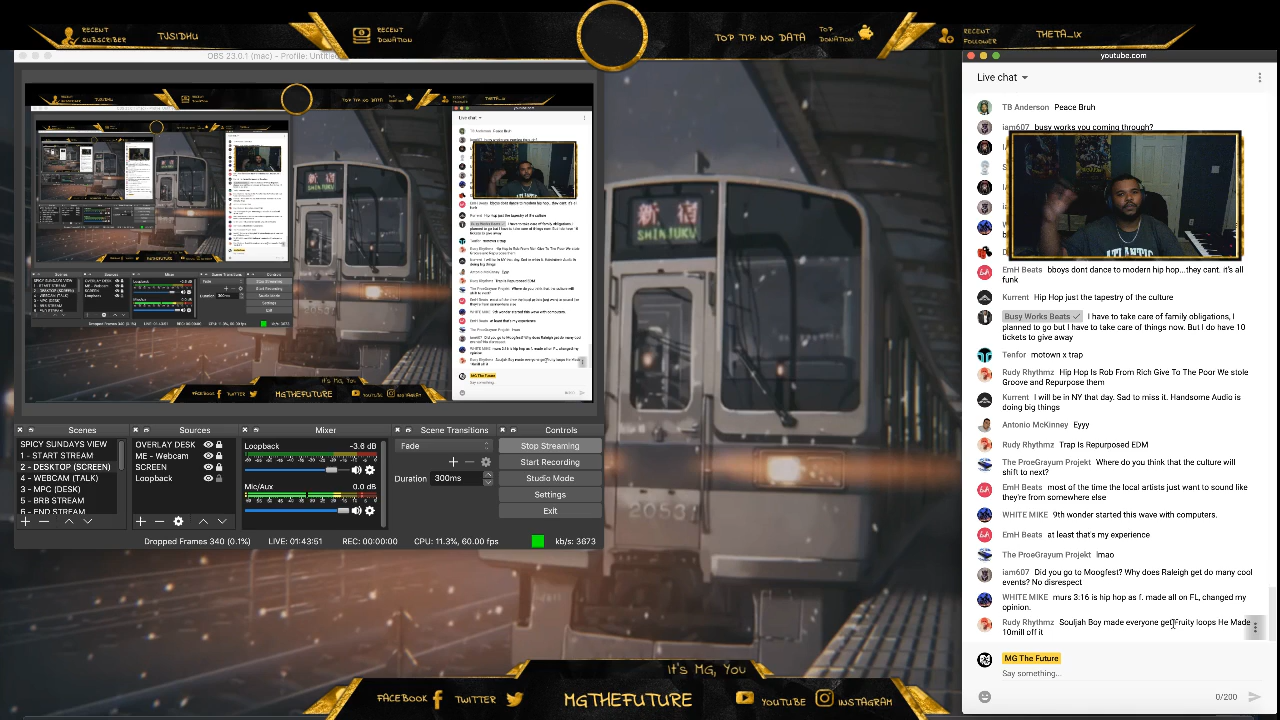 RECENT
SUBSCRIBER
TVSIDHU
RECENT
DONATION
TOP TIP: NO DATA
TOP
DONATION
RECENT
FOLLOWER
THETA_IX
OBS 23.0.1 (mac) - Profile: Untitled
youtube.com
Live chat
TB Anderson Peace Bruh
iam607 busy works you coming through?
EmH Beats bboys dont dance to modern hip hop, they cant. it's all
funk
Kurrent Hip Hop just the tapestry of the culture
Busy Works Beats I have to take care of family obligations I
planned to go but I have to take care of things mom Sun do have 10
tickets to give away
motown x trap
Rudy Rhythmz Hip Hop Is Rob From Rich Give To The Poor We stole
Groove and Repurpose them
Kurrent I will be in NY that day. Sad to miss it. Handsome Audio is
doing big things
Antonio McKinney Eyyy
Rudy Rhythmz Trap Is Repurposed EDM
The ProeGrayum Projekt Where do you think that the culture will
shift to next?
EmH Beats most of the time the local artists just want to sound like
they're from somewhere else
WHITE MIKE 9th wonder started this wave with computers.
EmH Beats at least that's my experience
The ProeGrayum Projekt lmao
iam607 Did you go to Moogfest? Why does Raleigh get do many cool
events? No disrespect
WHITE MIKE murs 3:16 is hip hop as f. made all on FL, changed my
opinion.
Rudy Rhythmz Souljah Boy made everyone get Fruity loops He Made
10mill off it
MG The Future
Say something...
0/200
Scenes
SPICY SUNDAYS VIEW
1 - START STREAM
2 - DESKTOP (SCREEN)
4 - WEBCAM (TALK)
3 - MPC (DESK)
5 - BRB STREAM
6 - END STREAM
Sources
OVERLAY DESK
ME - Webcam
SCREEN
Loopback
Mixer
Loopback -3.6 dB
Mic/Aux 0.0 dB
Scene Transitions
Fade
Duration 300ms
Controls
Stop Streaming
Start Recording
Studio Mode
Settings
Exit
Dropped Frames 340 (0.1%) LIVE: 01:43:51 REC: 00:00:00 CPU: 11.3%, 60.00 fps kb/s: 3673
SHINJUKU
20531
It's MG, You
FACEBOOK
TWITTER
MGTHEFUTURE
YOUTUBE
INSTAGRAM